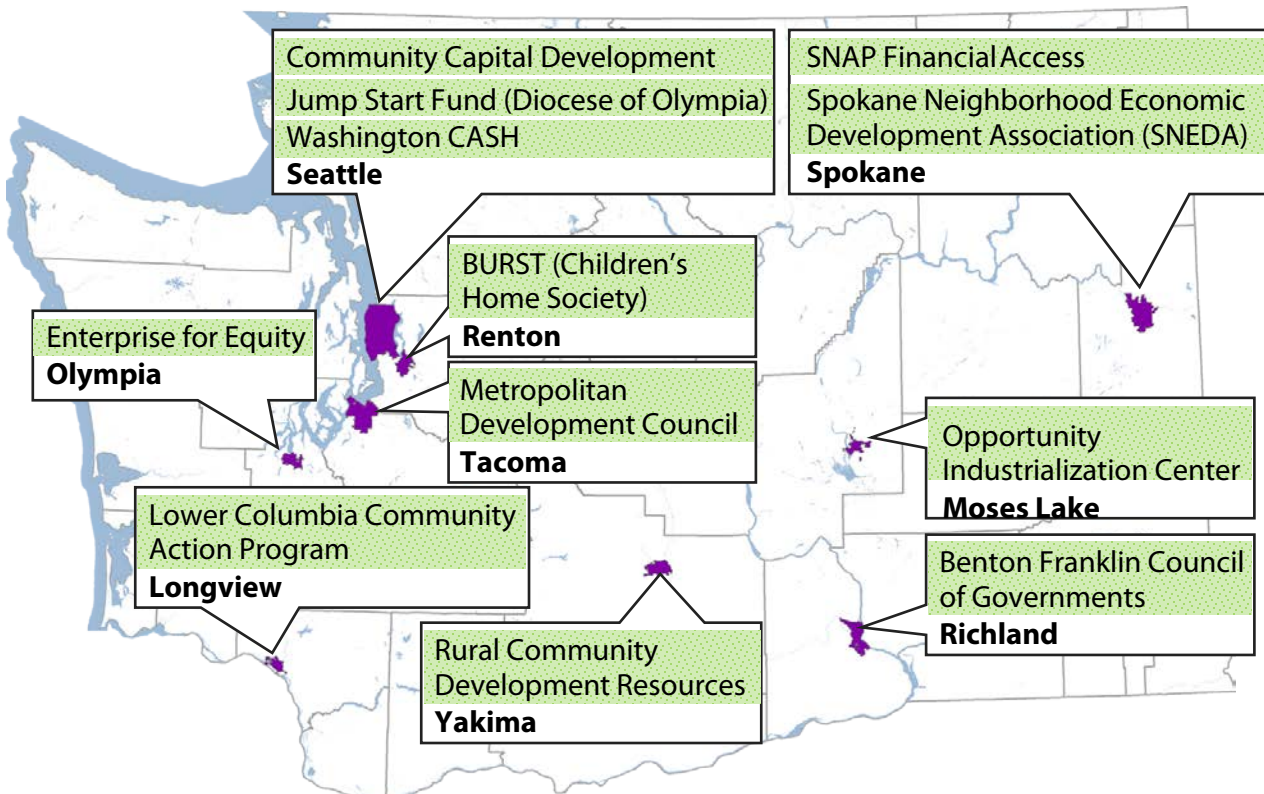 Community Capital Development
Jump Start Fund (Diocese of Olympia)
Washington CASH
Seattle
SNAP Financial Access
Spokane Neighborhood Economic
Development Association (SNEDA)
Spokane
BURST (Children's
Home Society)
Renton
Enterprise for Equity
Olympia
Metropolitan
Development Council
Tacoma
Opportunity
Industrialization Center
Moses Lake
Lower Columbia Community
Action Program
Longview
Benton Franklin Council
of Governments
Richland
Rural Community
Development Resources
Yakima